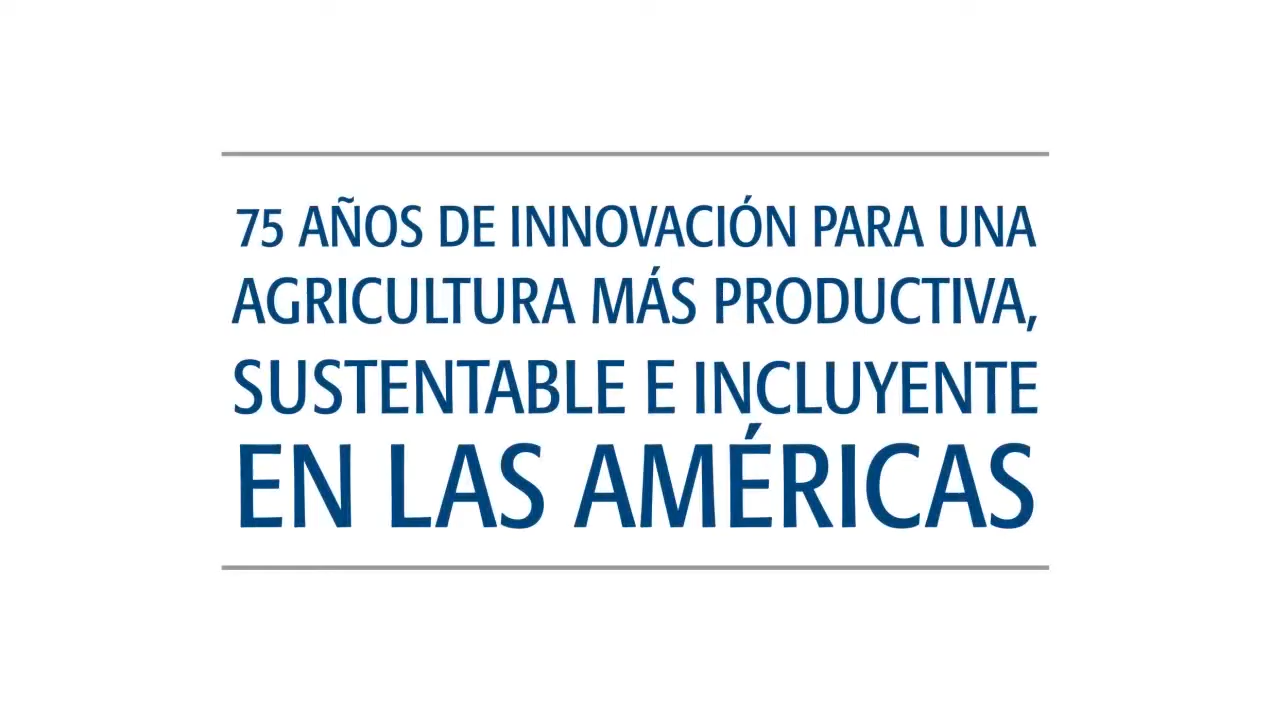 75 AÑOS DE INNOVACIÓN PARA UNA
AGRICULTURA MÁS PRODUCTIVA,
SUSTENTABLE E INCLUYENTE
EN LAS AMÉRICAS